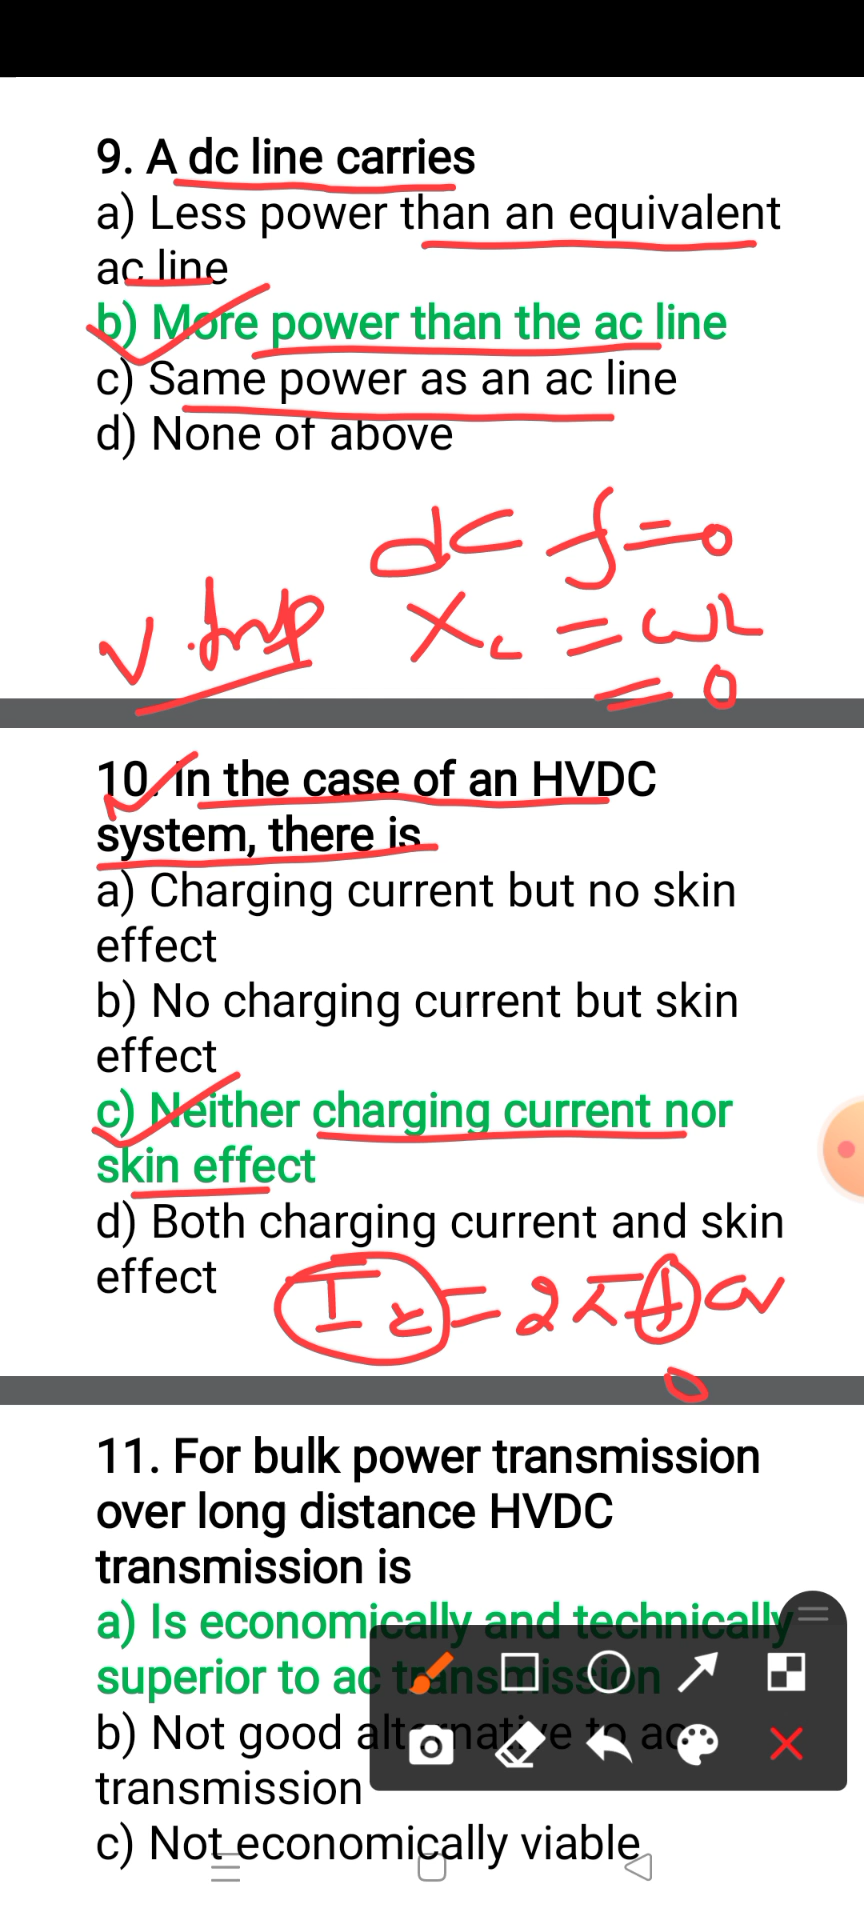 9. A dc line carries
a) Less power than an equivalent
ac line
b) More power than the ac line
c) Same power as an ac line
d) None of above
dc f=0
V.Imp X_L = ωL
= 0
10. In the case of an HVDC
system, there is
a) Charging current but no skin
effect
b) No charging current but skin
effect
c) Neither charging current nor
skin effect
d) Both charging current and skin
effect
I_c = 2πfCV
0
11. For bulk power transmission
over long distance HVDC
transmission is
a) Is economically and technically
superior to ac transmission
b) Not good alternative to ac
transmission
c) Not economically viable